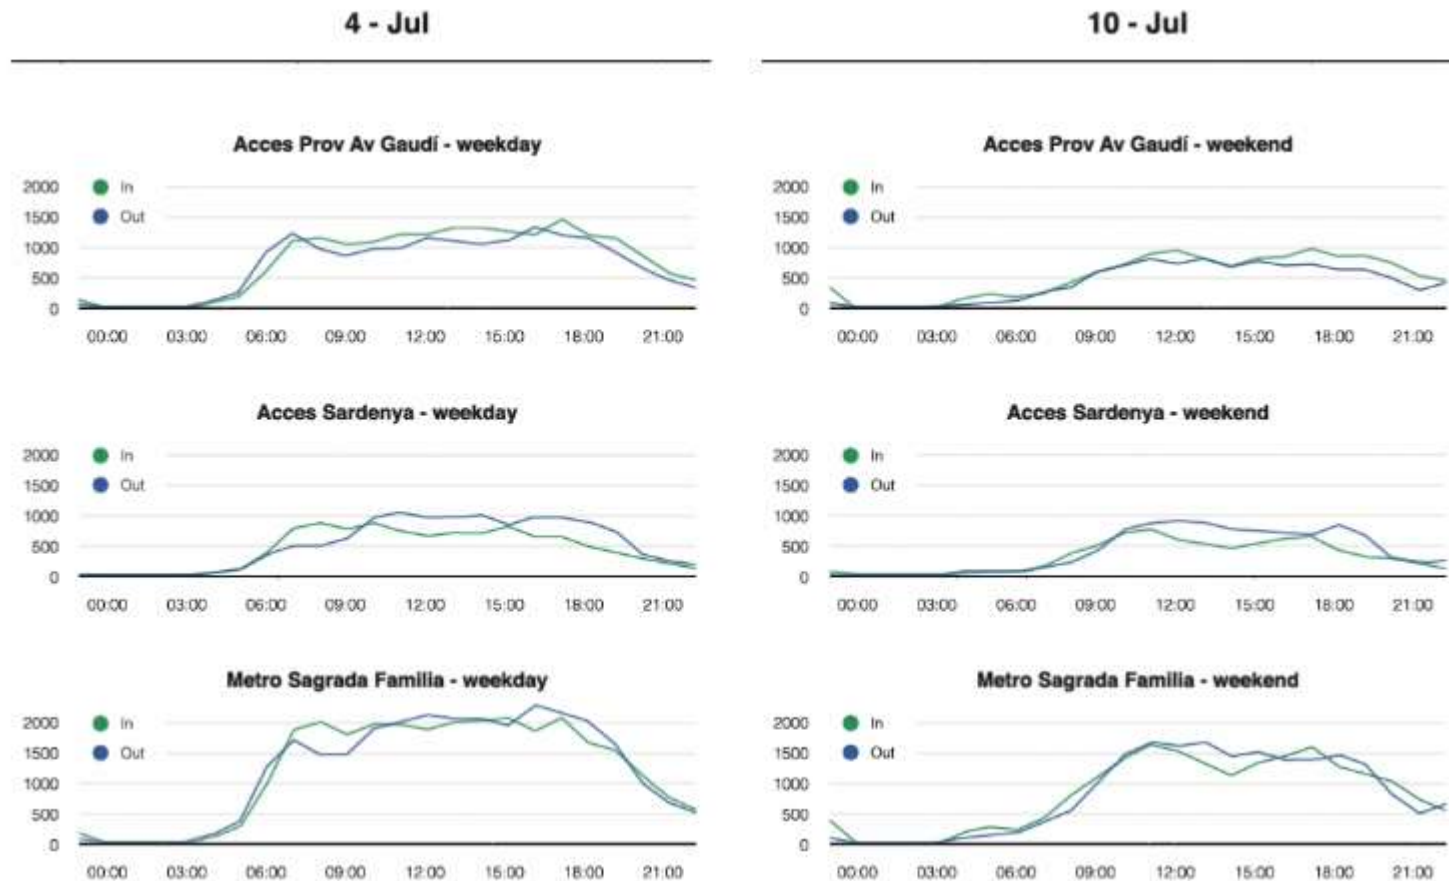 4 - Jul
10 - Jul
Acces Prov Av Gaudí - weekday
2000
In
1500
Out
1000
500
0
00:00 03:00 06:00 09:00 12:00 15:00 18:00 21:00
Acces Prov Av Gaudí - weekend
2000
In
1500
Out
1000
500
0
00:00 03:00 06:00 09:00 12:00 15:00 18:00 21:00
Acces Sardenya - weekday
2000
In
1500
Out
1000
500
0
00:00 03:00 06:00 09:00 12:00 15:00 18:00 21:00
Acces Sardenya - weekend
2000
In
1500
Out
1000
500
0
00:00 03:00 06:00 09:00 12:00 15:00 18:00 21:00
Metro Sagrada Familia - weekday
2000
In
1500
Out
1000
500
0
00:00 03:00 06:00 09:00 12:00 15:00 18:00 21:00
Metro Sagrada Familia - weekend
2000
In
1500
Out
1000
500
0
00:00 03:00 06:00 09:00 12:00 15:00 18:00 21:00